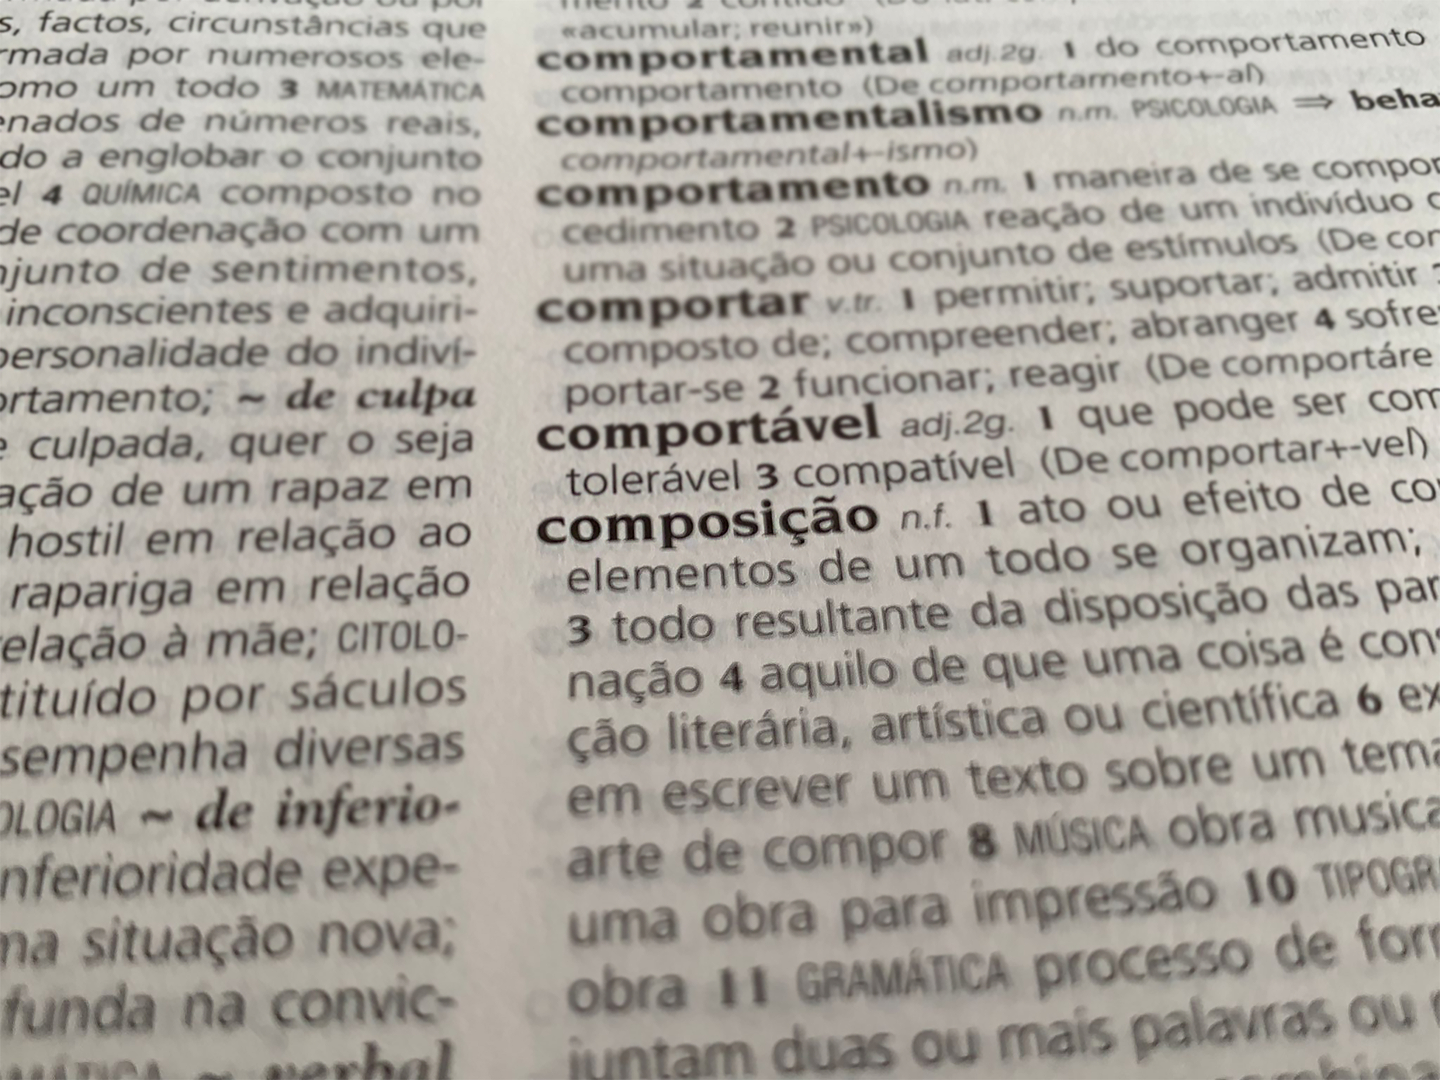 s, factos, circunstâncias que
rmada por numerosos ele-
omo um todo 3 MATEMÁTICA
enados de números reais,
do a englobar o conjunto
el 4 QUÍMICA composto no
de coordenação com um
njunto de sentimentos,
inconscientes e adquiri-
personalidade do indiví-
ortamento; ~ de culpa
e culpada, quer o seja
ação de um rapaz em
hostil em relação ao
rapariga em relação
relação à mãe; CITOLO-
tituído por sáculos
sempenha diversas
OLOGIA ~ de inferio-
nferioridade expe-
ma situação nova;
funda na convic-
~ verbal
«acumular; reunir»)
comportamental adj.2g. 1 do comportamento
comportamento (De comportamento+-al)
comportamentalismo n.m. PSICOLOGIA ⇒ beha
comportamental+-ismo)
comportamento n.m. 1 maneira de se compor
cedimento 2 PSICOLOGIA reação de um indivíduo
uma situação ou conjunto de estímulos (De cor
comportar v.tr. 1 permitir; suportar; admitir
composto de; compreender; abranger 4 sofre
portar-se 2 funcionar; reagir (De comportáre
comportável adj.2g. 1 que pode ser com
tolerável 3 compatível (De comportar+-vel)
composição n.f. 1 ato ou efeito de co
elementos de um todo se organizam;
3 todo resultante da disposição das par
nação 4 aquilo de que uma coisa é cons
ção literária, artística ou científica 6 ex
em escrever um texto sobre um tema
arte de compor 8 MÚSICA obra musica
uma obra para impressão 10 TIPOGR
obra 11 GRAMÁTICA processo de form
juntam duas ou mais palavras ou